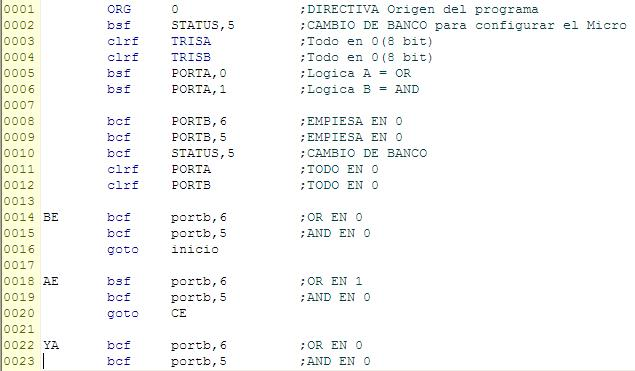 0001 ORG 0 ;DIRECTIVA Origen del programa
0002 bsf STATUS,5 ;CAMBIO DE BANCO para configurar el Micro
0003 clrf TRISA ;Todo en 0(8 bit)
0004 clrf TRISB ;Todo en 0(8 bit)
0005 bsf PORTA,0 ;Logica A = OR
0006 bsf PORTA,1 ;Logica B = AND
0007
0008 bcf PORTB,6 ;EMPIESA EN 0
0009 bcf PORTB,5 ;EMPIESA EN 0
0010 bcf STATUS,5 ;CAMBIO DE BANCO
0011 clrf PORTA ;TODO EN 0
0012 clrf PORTB ;TODO EN 0
0013
0014 BE bcf portb,6 ;OR EN 0
0015 bcf portb,5 ;AND EN 0
0016 goto inicio
0017
0018 AE bsf portb,6 ;OR EN 1
0019 bcf portb,5 ;AND EN 0
0020 goto CE
0021
0022 YA bcf portb,6 ;OR EN 0
0023 bcf portb,5 ;AND EN 0